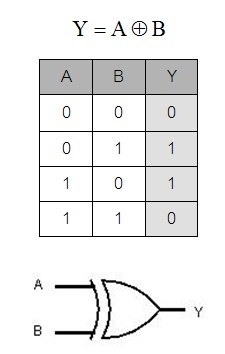 Y = A ⊕ B
A B Y
0 0 0
0 1 1
1 0 1
1 1 0
A
Y
B